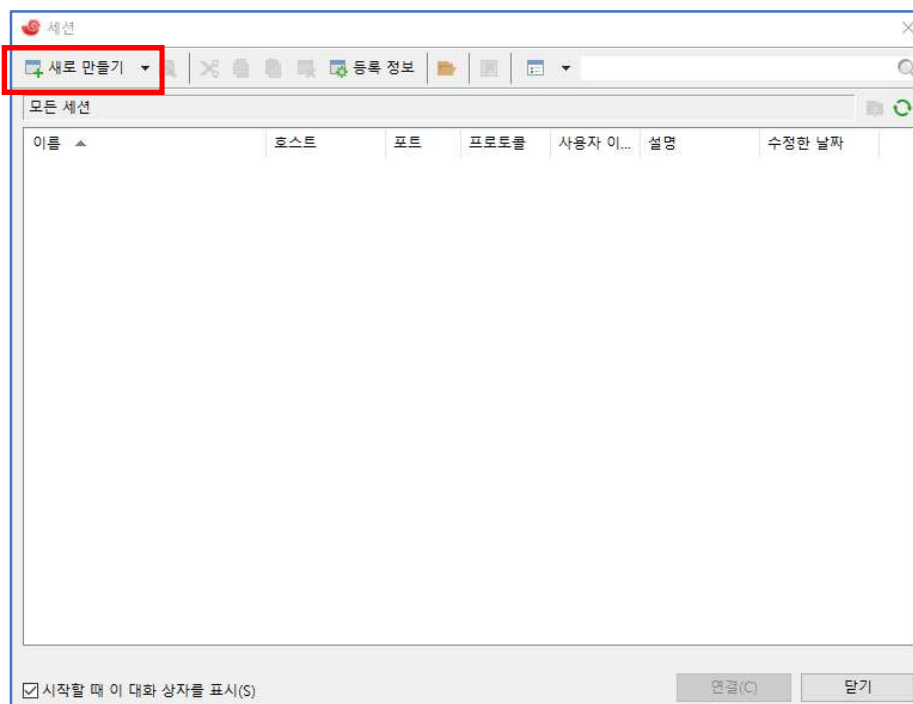 세션
새로 만들기 등록 정보
모든 세션
이름 호스트 포트 프로토콜 사용자 이... 설명 수정한 날짜
시작할 때 이 대화 상자를 표시(S) 연결(C) 닫기